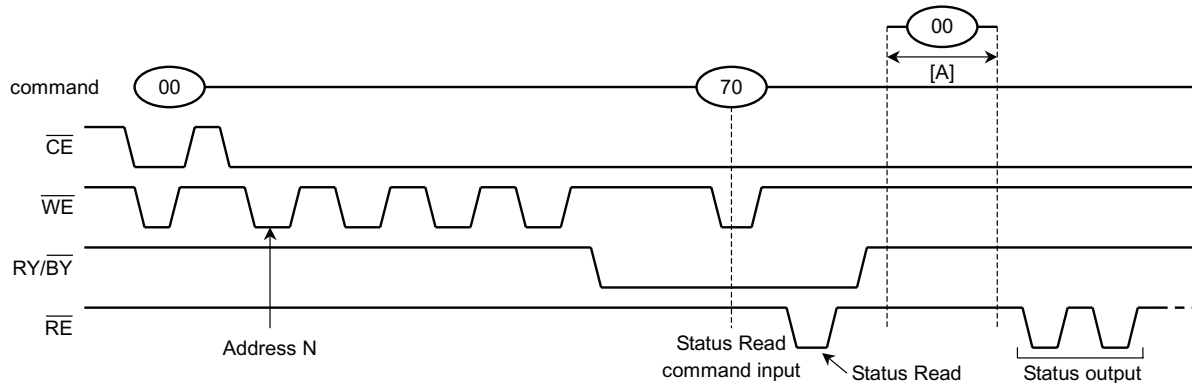 00
[A]
command
00
70
CE
WE
RY/BY
RE
Address N
Status Read
command input
Status Read
Status output